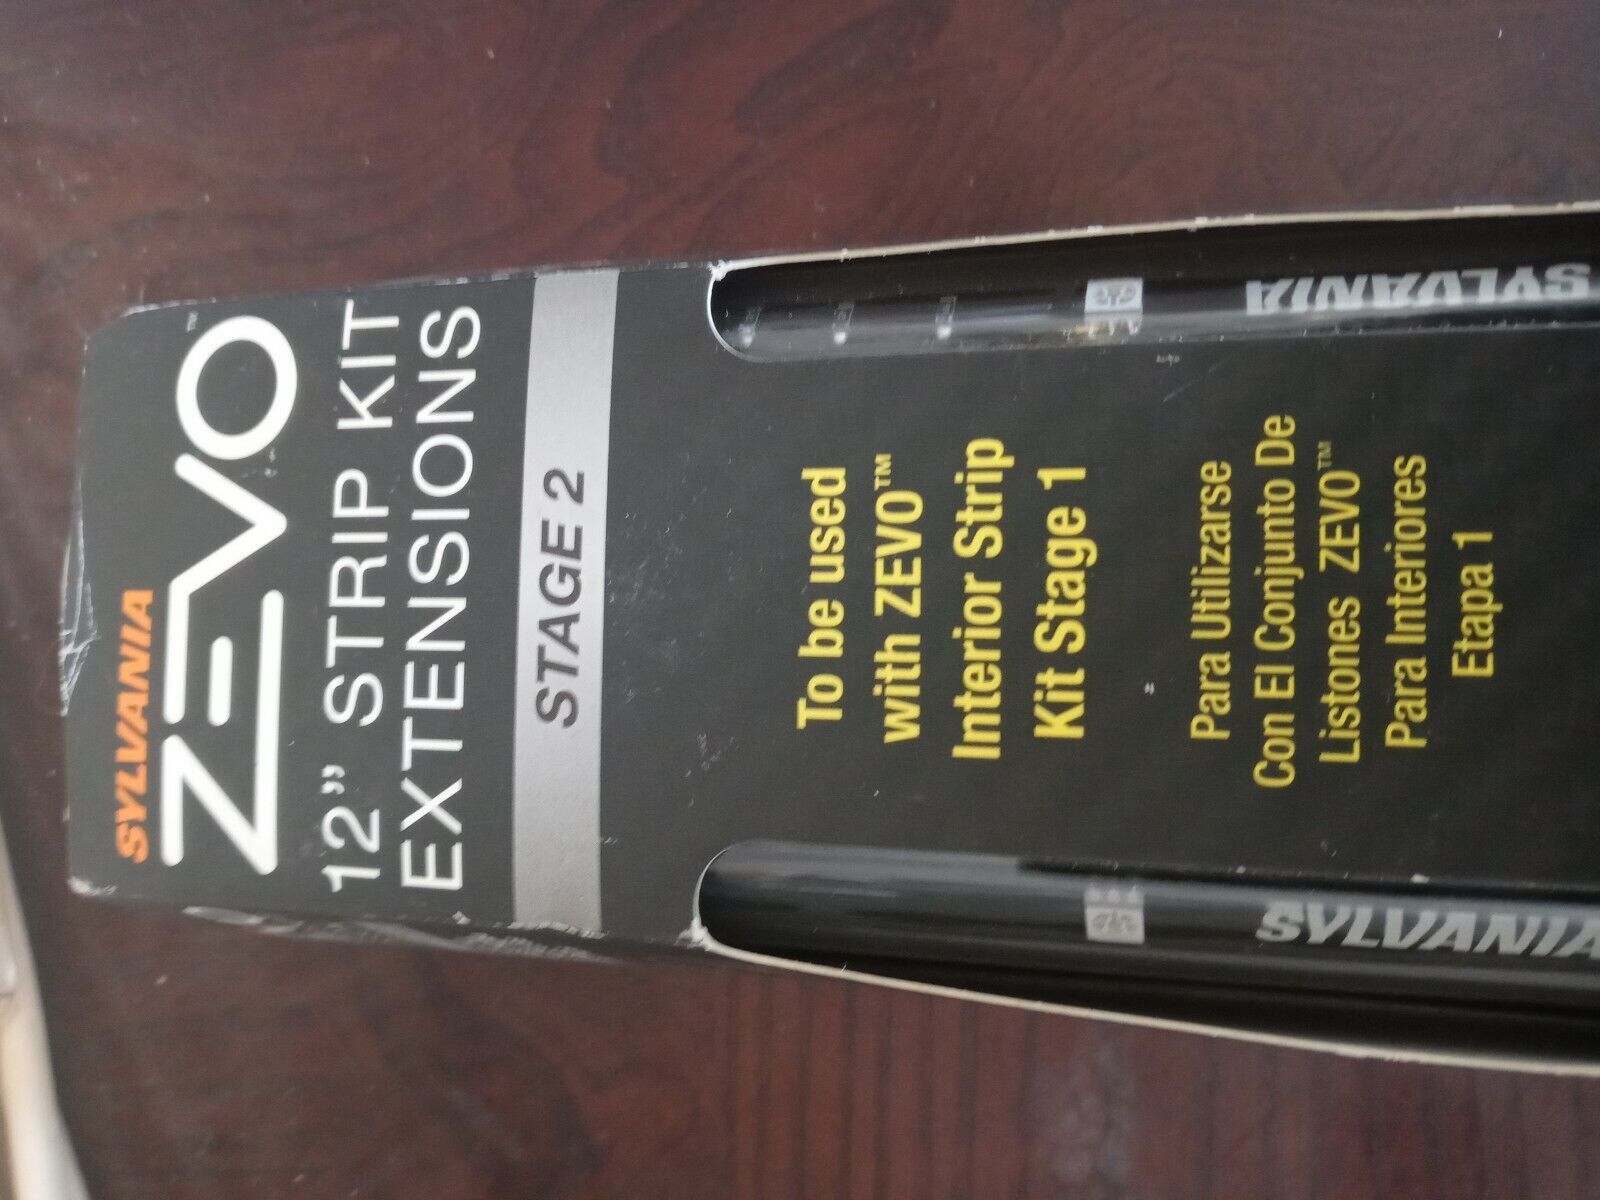 SYLVANIA
ZEVO™
12” STRIP KIT
EXTENSIONS
STAGE 2
To be used
with ZEVO™
Interior Strip
Kit Stage 1
Para Utilizarse
Con El Conjunto De
Listones ZEVO™
Para Interiores
Etapa 1
SYLVANIA
SYLVANIA